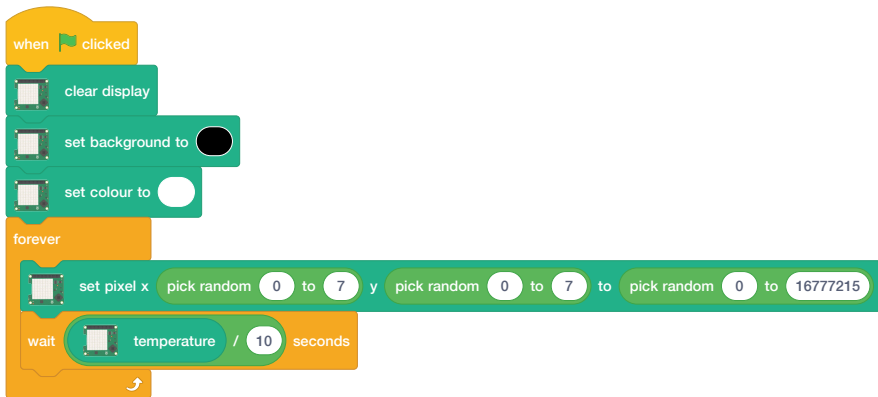 when clicked
clear display
set background to
set colour to
forever
set pixel x pick random 0 to 7 y pick random 0 to 7 to pick random 0 to 16777215
wait temperature / 10 seconds